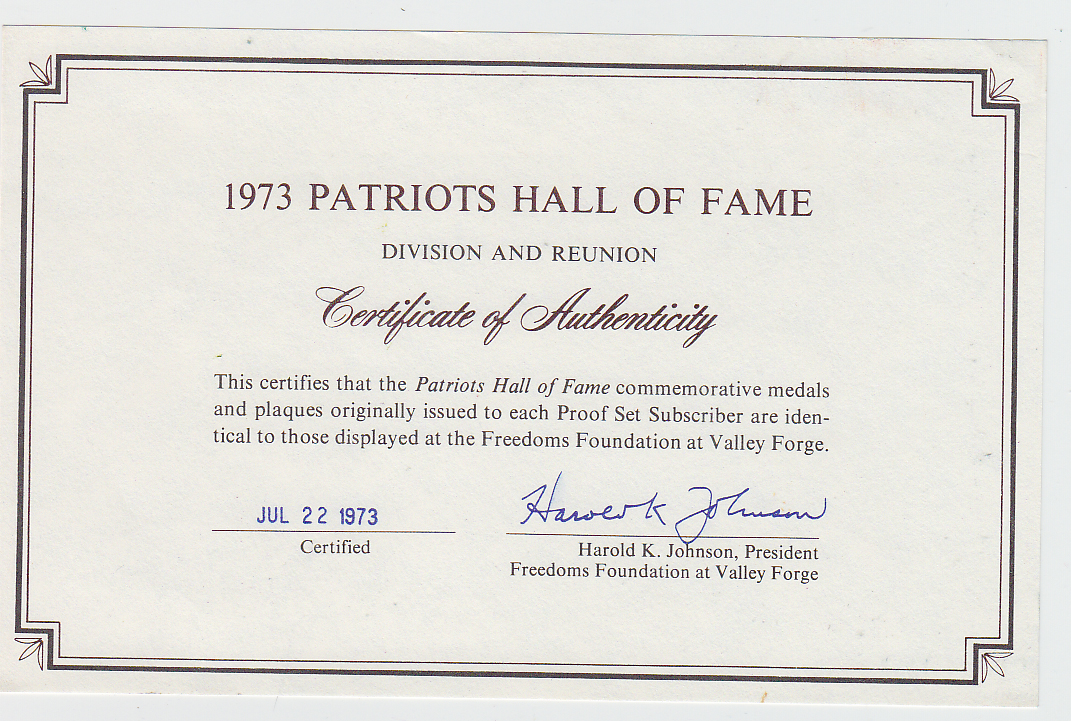 1973 PATRIOTS HALL OF FAME
DIVISION AND REUNION
Certificate of Authenticity
This certifies that the Patriots Hall of Fame commemorative medals
and plaques originally issued to each Proof Set Subscriber are iden-
tical to those displayed at the Freedoms Foundation at Valley Forge.
JUL 22 1973
Certified
Harold K Johnson
Harold K. Johnson, President
Freedoms Foundation at Valley Forge